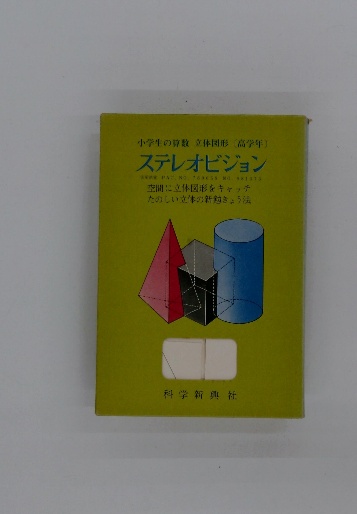 小学生の算数 立体図形〔高学年〕
ステレオビジョン
空間に立体図形をキャッチ
たのしい立体の新勉きょう法
科学新興社